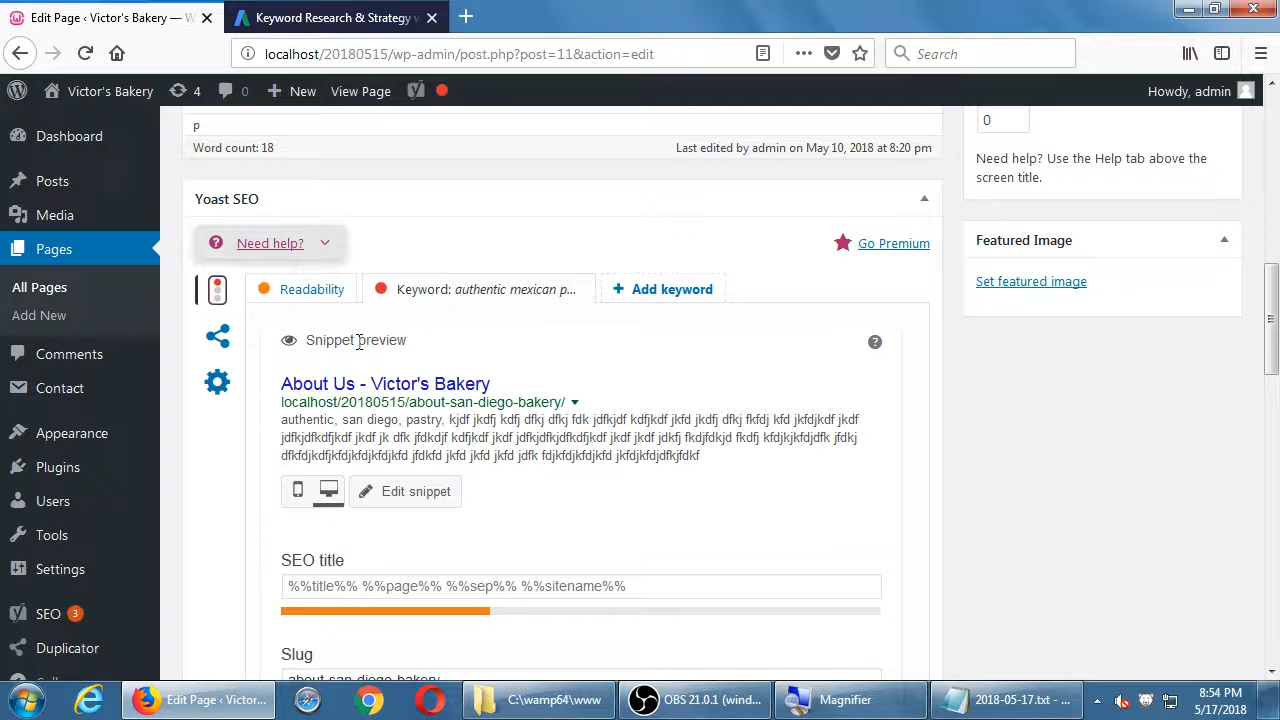 Edit Page ‹ Victor's Bakery — W
Keyword Research & Strategy w
localhost/20180515/wp-admin/post.php?post=11&action=edit
Search
Victor's Bakery
4
0
New
View Page
Howdy, admin
Dashboard
Posts
Media
Pages
All Pages
Add New
Comments
Contact
Appearance
Plugins
Users
Tools
Settings
SEO 3
Duplicator
p
Word count: 18
Last edited by admin on May 10, 2018 at 8:20 pm
Yoast SEO
Need help?
Go Premium
Readability
Keyword: authentic mexican p...
Add keyword
Snippet preview
About Us - Victor's Bakery
localhost/20180515/about-san-diego-bakery/
authentic, san diego, pastry, kjdf jkdfj kdfj dfkj dfkj fdk jdfkjdf kdfjkdf jkfd jkdfj dfkj fkfdj kfd jkfdjkdf jkdf
jdfkjdfkdfjkdf jkdf jk dfk jfdkdjf kdfjkdf jkdf jdfkjdfkjdfkdfjkdf jkdf jkdf jdkfj fkdjfdkjd fkdfj kfdjkjkfdjdfk jfdkj
dfkfdjkdfjkfdjkfdjkfdjkfd jfdkfd jkfd jkfd jkfd jdfk fdjkfdjkfdjkfd jkfdjkfdjdfkjfdkf
Edit snippet
SEO title
%%title%% %%page%% %%sep%% %%sitename%%
Slug
about-san-diego-bakery
0
Need help? Use the Help tab above the
screen title.
Featured Image
Set featured image
Edit Page ‹ Victor...
C:\wamp64\www
OBS 21.0.1 (wind...
Magnifier
2018-05-17.txt - ...
8:54 PM
5/17/2018